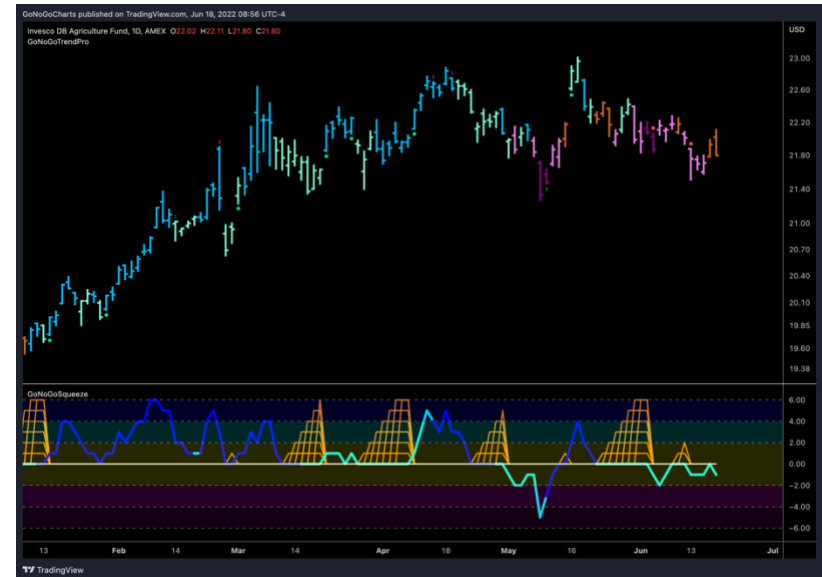 GoNoGoCharts published on TradingView.com, Jun 18, 2022 08:56 UTC-4
Invesco DB Agriculture Fund, 1D, AMEX O22.02 H22.11 L21.80 C21.80
GoNoGoTrendPro
USD
23.00
22.60
22.20
21.80
21.40
21.00
20.70
20.40
20.10
19.85
19.60
19.38
GoNoGoSqueeze
6.00
4.00
2.00
0.00
−2.00
−4.00
−6.00
13 Feb 14 Mar 14 Apr 18 May 16 Jun 13 Jul
TradingView